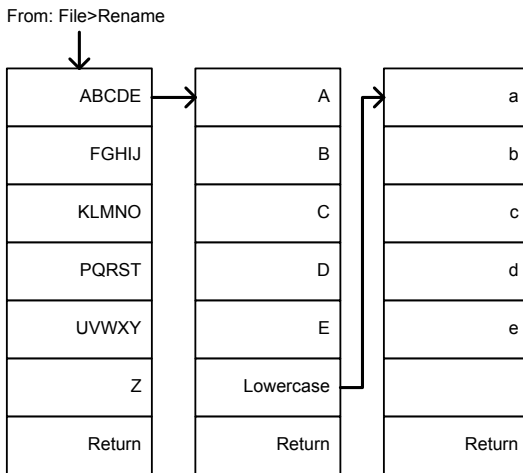 From: File>Rename
ABCDE
FGHIJ
KLMNO
PQRST
UVWXY
Z
Return
A
B
C
D
E
Lowercase
Return
a
b
c
d
e
Return